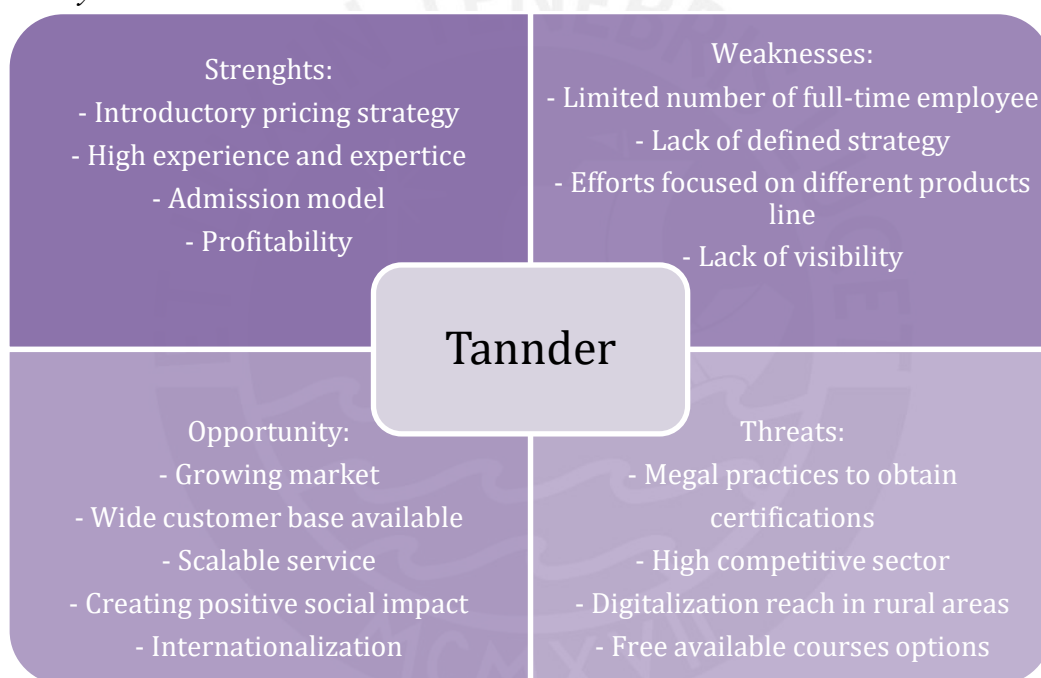 Strenghts:
- Introductory pricing strategy
- High experience and expertice
- Admission model
- Profitability
Weaknesses:
- Limited number of full-time employee
- Lack of defined strategy
- Efforts focused on different products
line
- Lack of visibility
Tannder
Opportunity:
- Growing market
- Wide customer base available
- Scalable service
- Creating positive social impact
- Internationalization
Threats:
- Megal practices to obtain
certifications
- High competitive sector
- Digitalization reach in rural areas
- Free available courses options